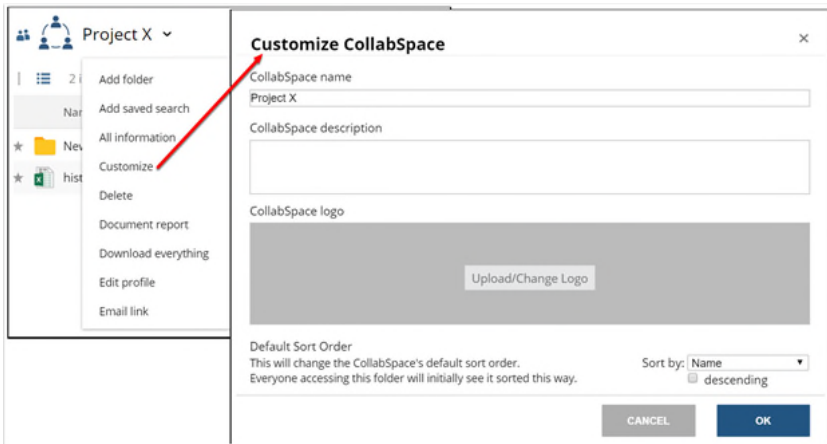 Project X
2 i
Nar
New
hist
Add folder
Add saved search
All information
Customize
Delete
Document report
Download everything
Edit profile
Email link
Customize CollabSpace
CollabSpace name
Project X
CollabSpace description
CollabSpace logo
Upload/Change Logo
Default Sort Order
This will change the CollabSpace's default sort order.
Everyone accessing this folder will initially see it sorted this way.
Sort by: Name
descending
CANCEL
OK